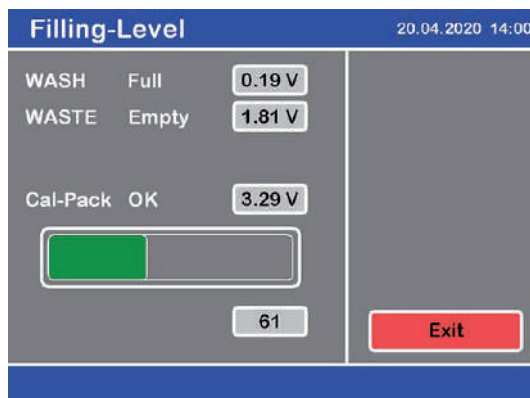 Filling-Level 20.04.2020 14:00
WASH Full 0.19 V
WASTE Empty 1.81 V
Cal-Pack OK 3.29 V
61
Exit